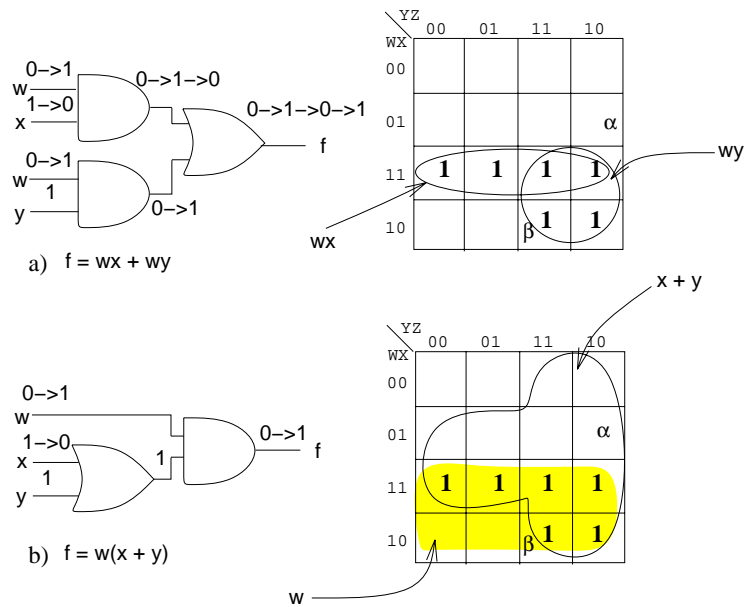 0->1
w
1->0
x
0->1->0
0->1->0->1
f
0->1
w
1
y
0->1
a) f = wx + wy
YZ
WX
00 01 11 10
00
01 α
11 1 1 1 1
10 β 1 1
wy
wx
x + y
0->1
w
1->0
x
1
y
1
0->1
f
b) f = w(x + y)
YZ
WX
00 01 11 10
00
01 α
11 1 1 1 1
10 β 1 1
w